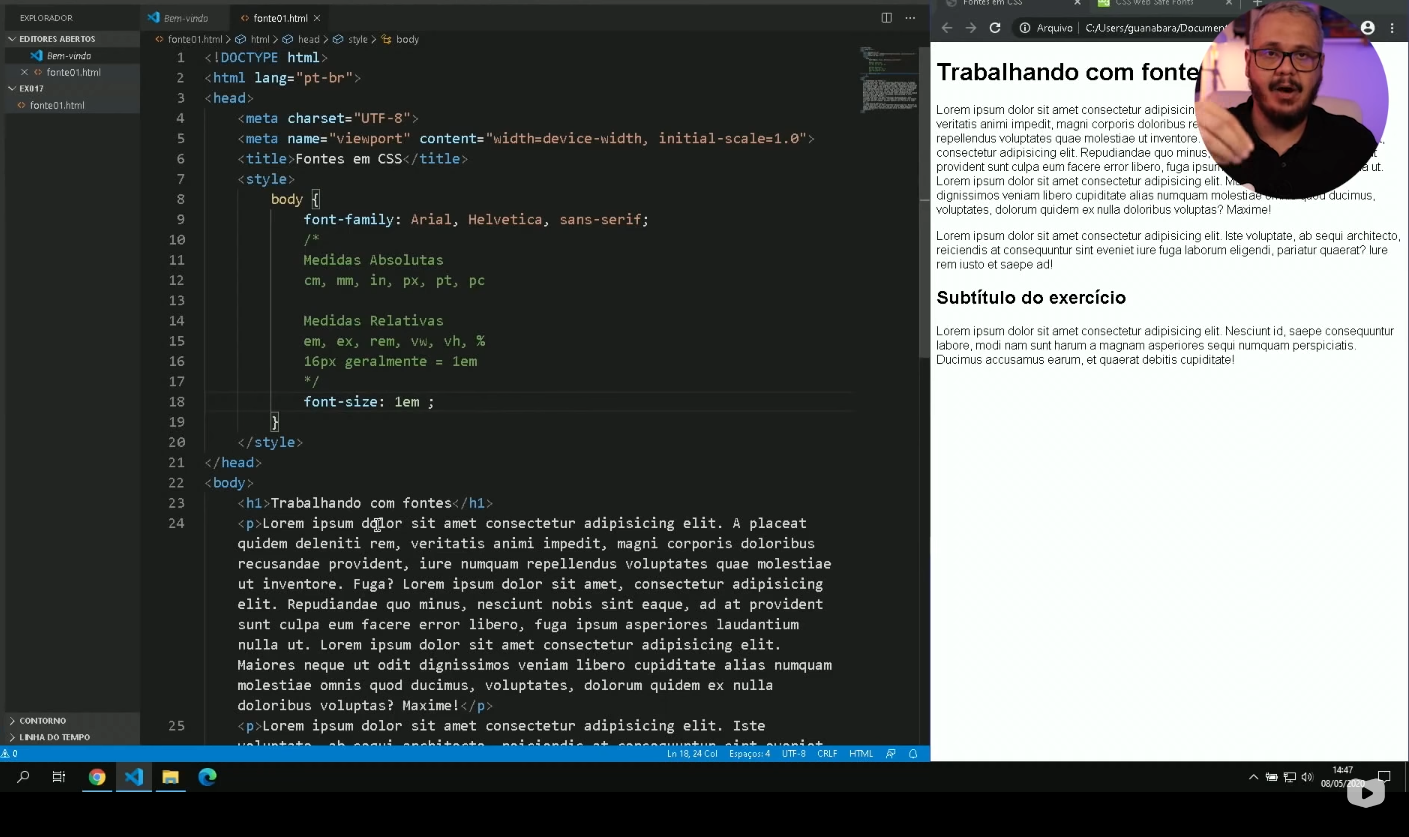 EXPLORADOR
EDITORES ABERTOS
Bem-vindo
fonte01.html
EX017
fonte01.html
CONTORNO
LINHA DO TEMPO
Bem-vindo
fonte01.html
fonte01.html > html > head > style > body
1 <!DOCTYPE html>
2 <html lang="pt-br">
3 <head>
4 <meta charset="UTF-8">
5 <meta name="viewport" content="width=device-width, initial-scale=1.0">
6 <title>Fontes em CSS</title>
7 <style>
8 body {
9 font-family: Arial, Helvetica, sans-serif;
10 /*
11 Medidas Absolutas
12 cm, mm, in, px, pt, pc
13
14 Medidas Relativas
15 em, ex, rem, vw, vh, %
16 16px geralmente = 1em
17 */
18 font-size: 1em ;
19 }
20 </style>
21 </head>
22 <body>
23 <h1>Trabalhando com fontes</h1>
24 <p>Lorem ipsum dolor sit amet consectetur adipisicing elit. A placeat
quidem deleniti rem, veritatis animi impedit, magni corporis doloribus
recusandae provident, iure numquam repellendus voluptates quae molestiae
ut inventore. Fuga? Lorem ipsum dolor sit amet, consectetur adipisicing
elit. Repudiandae quo minus, nesciunt nobis sint eaque, ad at provident
sunt culpa eum facere error libero, fuga ipsum asperiores laudantium
nulla ut. Lorem ipsum dolor sit amet consectetur adipisicing elit.
Maiores neque ut odit dignissimos veniam libero cupiditate alias numquam
molestiae omnis quod ducimus, voluptates, dolorum quidem ex nulla
doloribus voluptas? Maxime!</p>
25 <p>Lorem ipsum dolor sit amet consectetur adipisicing elit. Iste
voluptate, ab sequi architecto, reiciendis at consequuntur sint eveniet
0
Ln 18, 24 Col
Espaços: 4
UTF-8
CRLF
HTML
Fontes em CSS
CSS Web Safe Fonts
Arquivo
C:/Users/guanabara/Document
Trabalhando com fonte
Lorem ipsum dolor sit amet consectetur adipisicing
veritatis animi impedit, magni corporis doloribus re
repellendus voluptates quae molestiae ut inventore.
consectetur adipisicing elit. Repudiandae quo minus,
provident sunt culpa eum facere error libero, fuga ipsum a ut.
Lorem ipsum dolor sit amet consectetur adipisicing elit.
dignissimos veniam libero cupiditate alias numquam molestiae omnis quod ducimus,
voluptates, dolorum quidem ex nulla doloribus voluptas? Maxime!
Lorem ipsum dolor sit amet consectetur adipisicing elit. Iste voluptate, ab sequi architecto,
reiciendis at consequuntur sint eveniet iure fuga laborum eligendi, pariatur quaerat? Iure
rem iusto et saepe ad!
Subtítulo do exercício
Lorem ipsum dolor sit amet consectetur adipisicing elit. Nesciunt id, saepe consequuntur
labore, modi nam sunt harum a magnam asperiores sequi numquam perspiciatis.
Ducimus accusamus earum, et quaerat debitis cupiditate!
14:47
08/05/2020